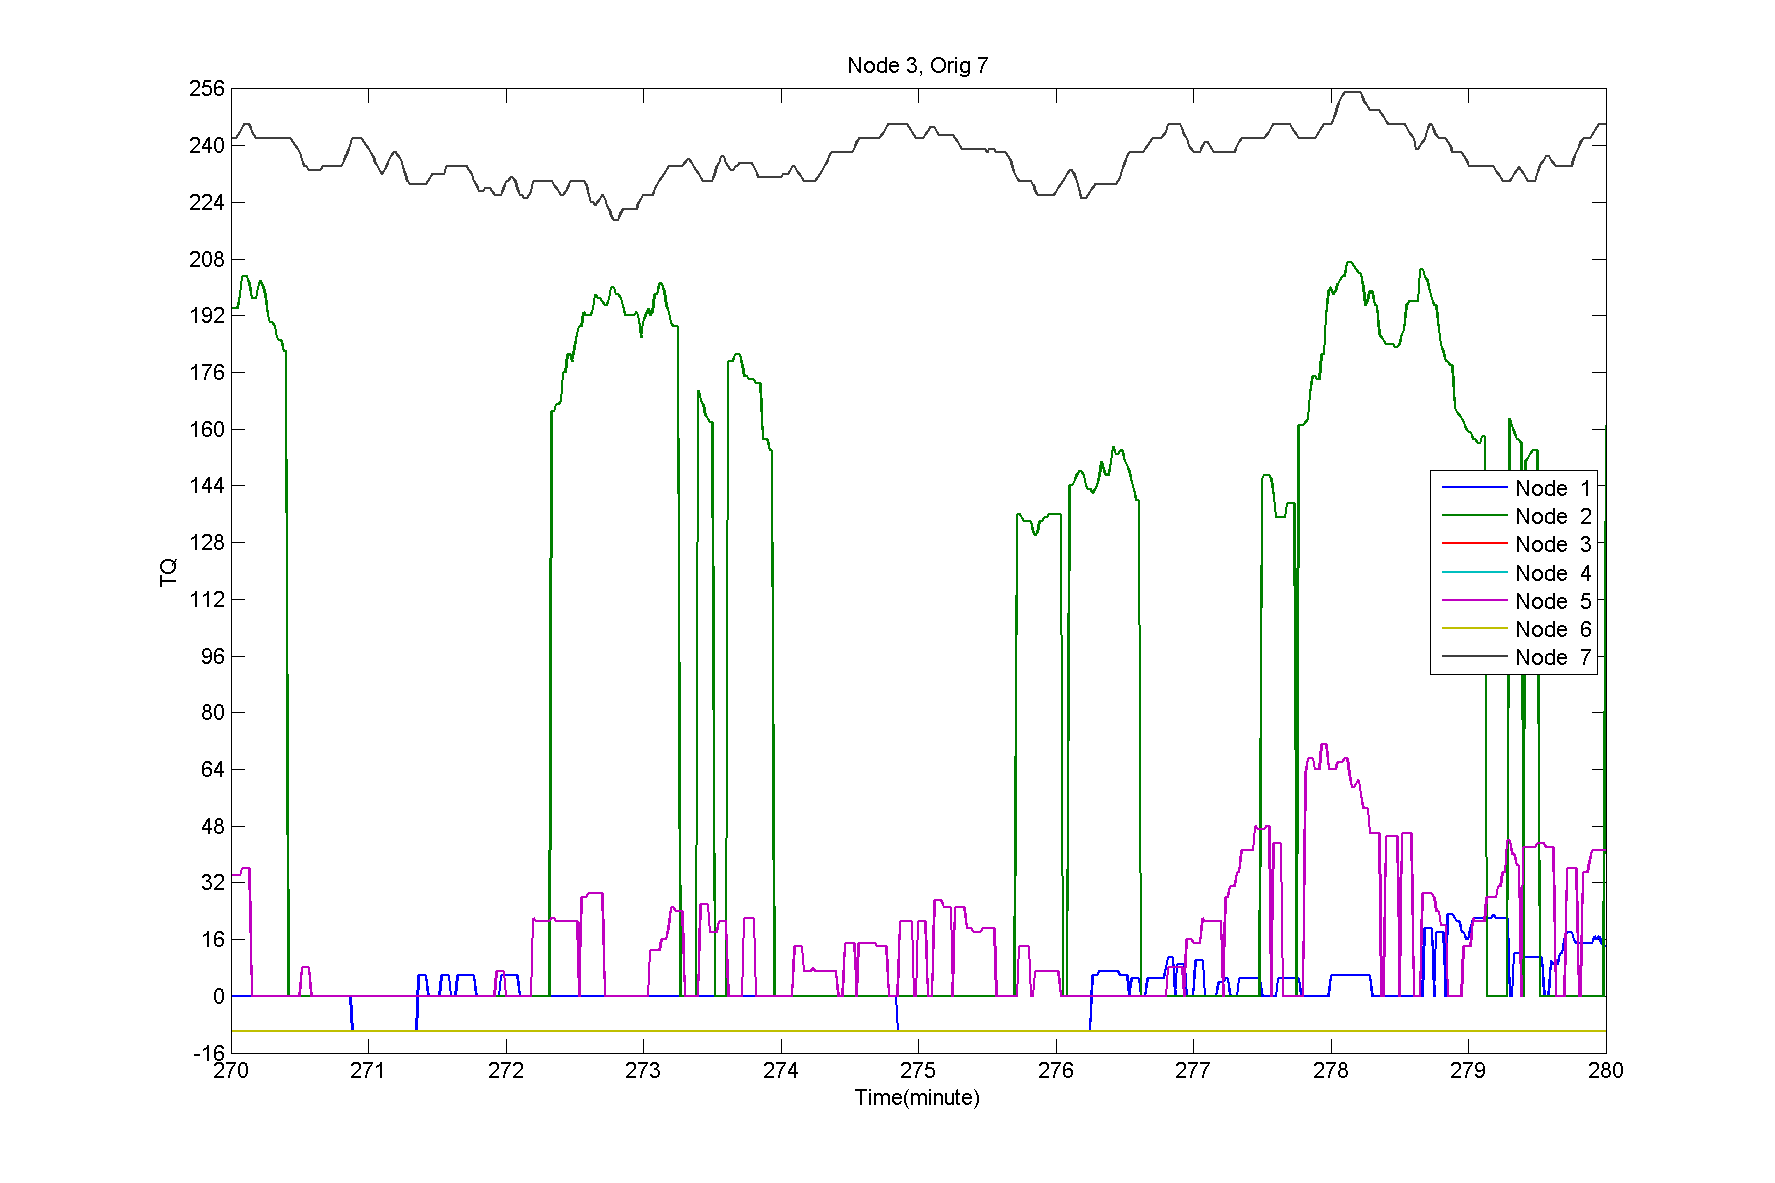 Node 3, Orig 7
256
240
224
208
192
176
160
144
128
112
96
80
64
48
32
16
0
-16
TQ
Node 1
Node 2
Node 3
Node 4
Node 5
Node 6
Node 7
270 271 272 273 274 275 276 277 278 279 280
Time(minute)